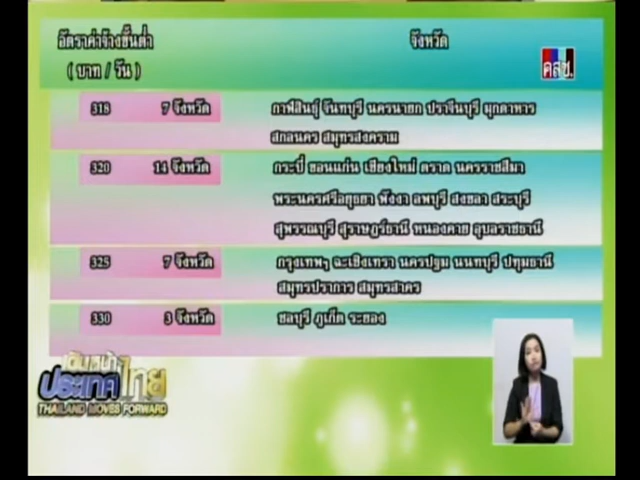 อัตราค่าจ้างขั้นต่ำ จังหวัด
( บาท / วัน )
คสช.
318 7 จังหวัด กาฬสินธุ์ จันทบุรี นครนายก ปราจีนบุรี มุกดาหาร
สกลนคร สมุทรสงคราม
320 14 จังหวัด กระบี่ ขอนแก่น เชียงใหม่ ตราด นครราชสีมา
พระนครศรีอยุธยา พังงา ลพบุรี สงขลา สระบุรี
สุพรรณบุรี สุราษฎร์ธานี หนองคาย อุบลราชธานี
325 7 จังหวัด กรุงเทพฯ ฉะเชิงเทรา นครปฐม นนทบุรี ปทุมธานี
สมุทรปราการ สมุทรสาคร
330 3 จังหวัด ชลบุรี ภูเก็ต ระยอง
เดินหน้า
ประเทศไทย
THAILAND MOVES FORWARD